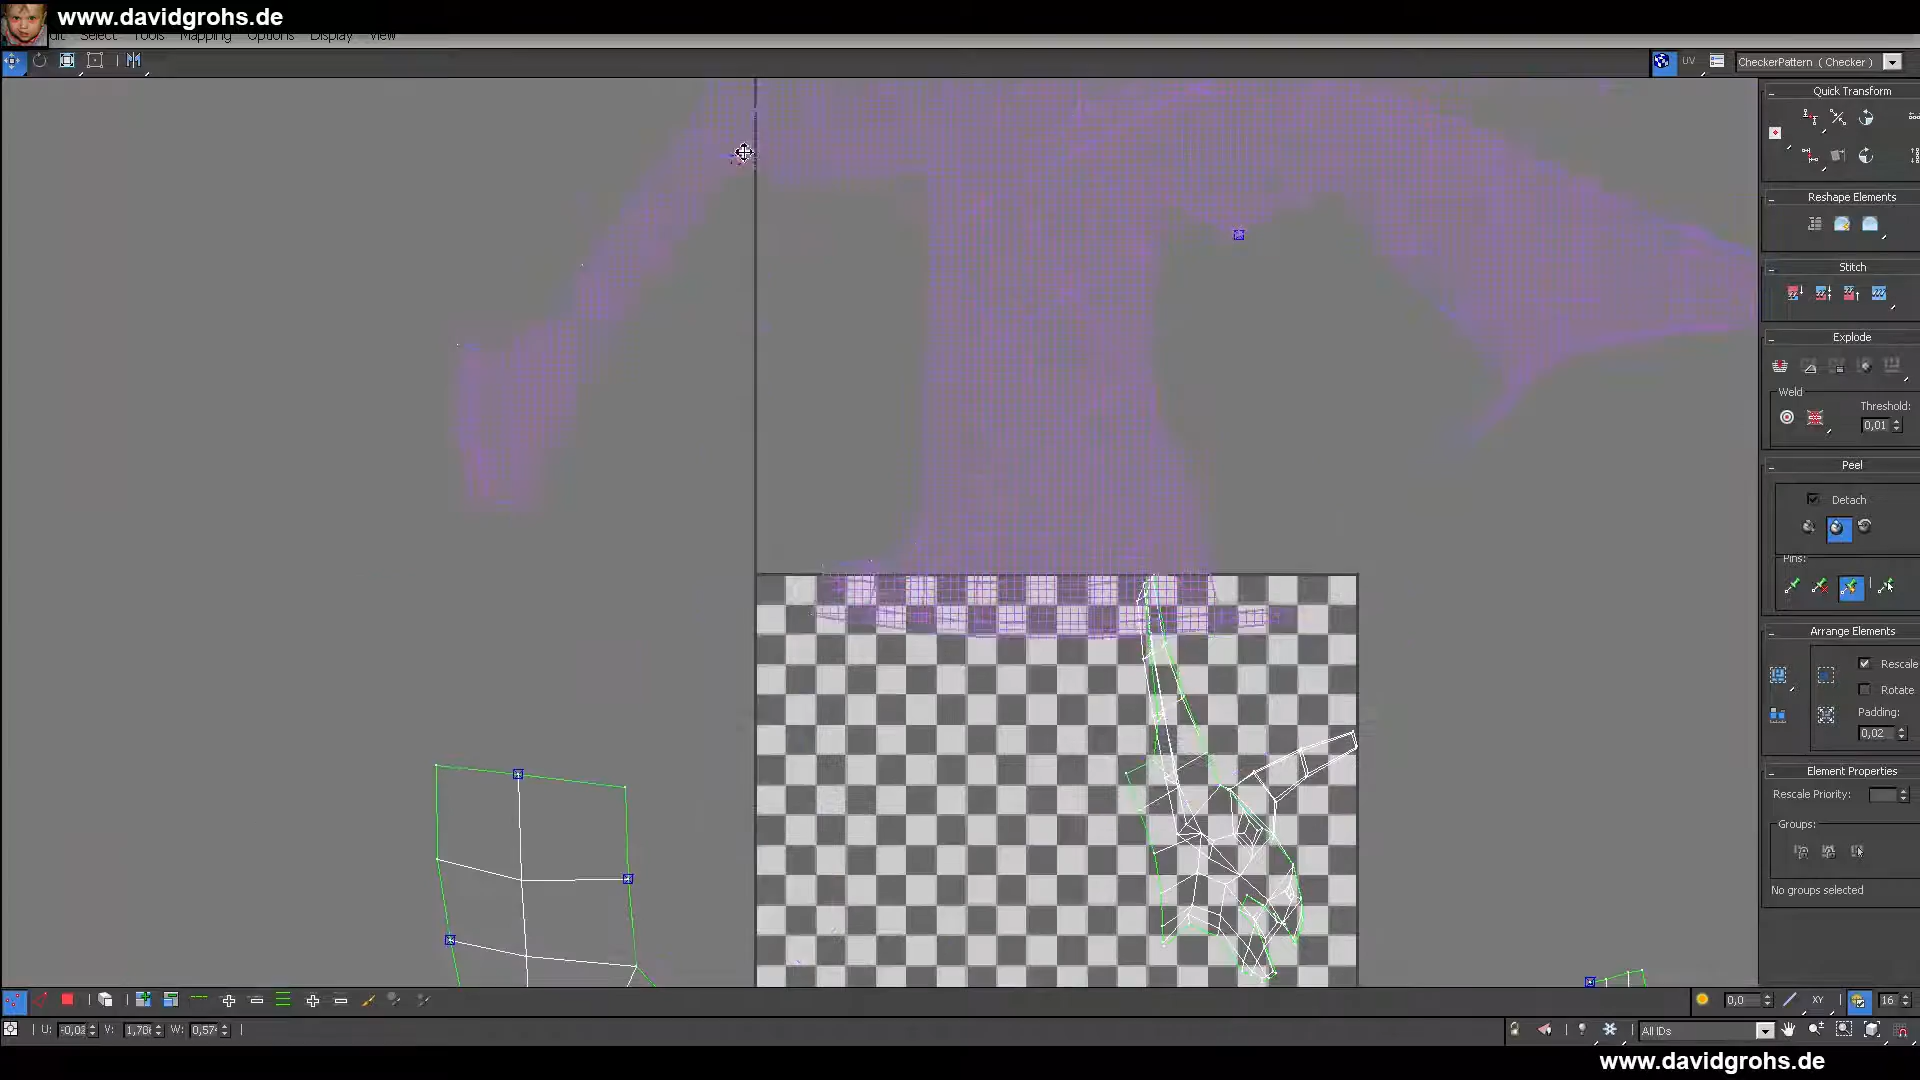 www.davidgrohs.de
Edit Select Tools Mapping Options Display View
UV
CheckerPattern ( Checker )
Quick Transform
Reshape Elements
Stitch
Explode
Weld
Threshold:
0,01
Peel
Detach
Pins:
Arrange Elements
Rescale
Rotate
Padding:
0,02
Element Properties
Rescale Priority:
Groups:
No groups selected
0,0
XY
16
U: V: W:
All IDs
www.davidgrohs.de